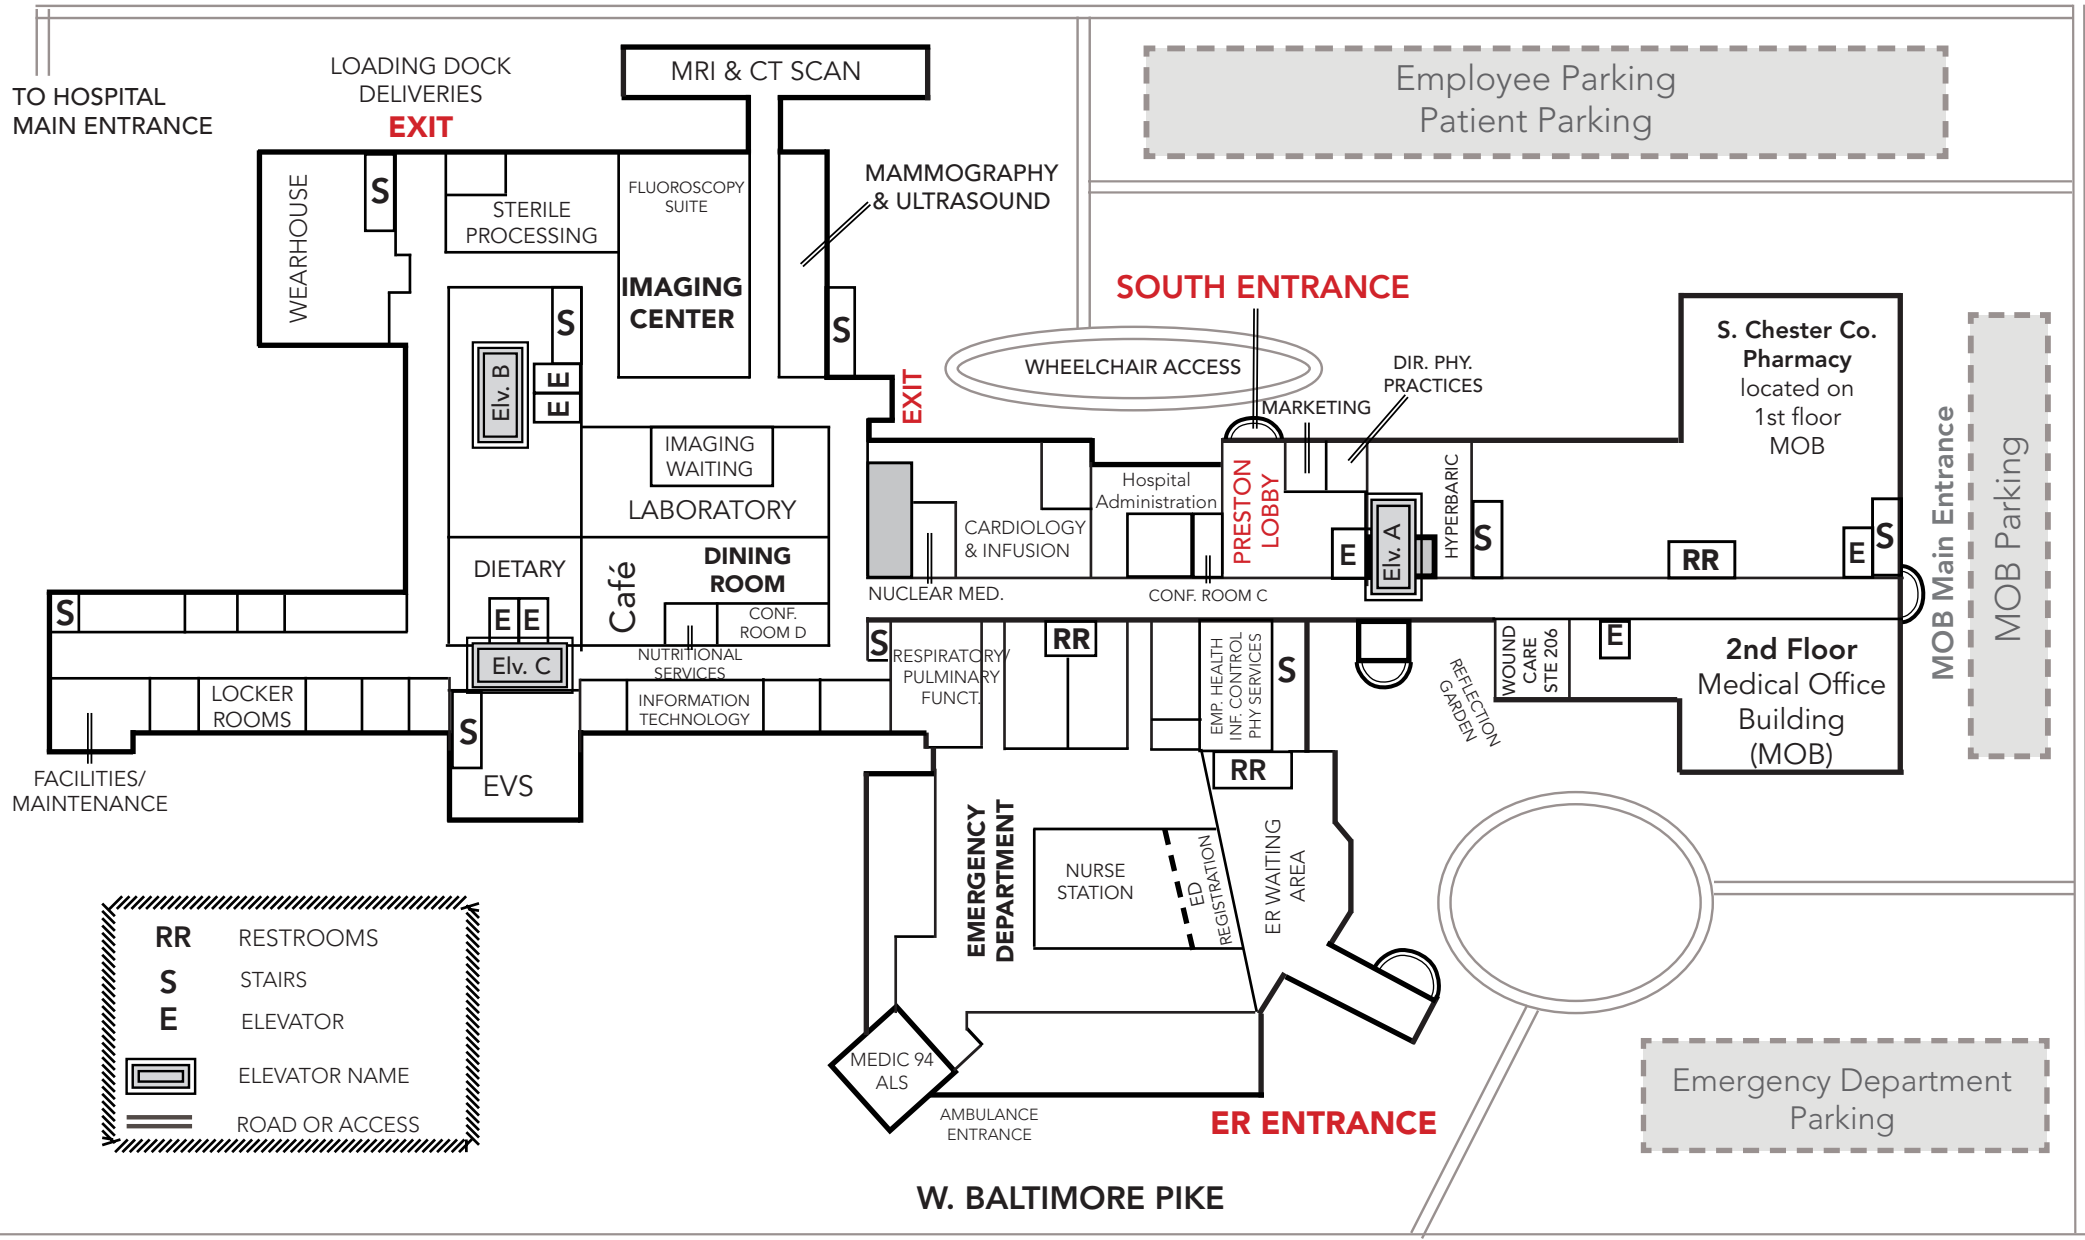 TO HOSPITAL
MAIN ENTRANCE
LOADING DOCK
DELIVERIES
EXIT
MRI & CT SCAN
Employee Parking
Patient Parking
WEARHOUSE
S
STERILE
PROCESSING
FLUOROSCOPY
SUITE
IMAGING
CENTER
MAMMOGRAPHY
& ULTRASOUND
S
S
Elv. B
E
E
EXIT
SOUTH ENTRANCE
WHEELCHAIR ACCESS
MARKETING
DIR. PHY.
PRACTICES
S. Chester Co.
Pharmacy
located on
1st floor
MOB
MOB Main Entrance
MOB Parking
IMAGING
WAITING
LABORATORY
DIETARY
Café
DINING
ROOM
CONF.
ROOM D
E
E
Elv. C
NUTRITIONAL
SERVICES
NUCLEAR MED.
CARDIOLOGY
& INFUSION
Hospital
Administration
CONF. ROOM C
PRESTON
LOBBY
E
Elv. A
HYPERBARIC
S
RR
E
S
S
LOCKER
ROOMS
FACILITIES/
MAINTENANCE
S
EVS
INFORMATION
TECHNOLOGY
S
RESPIRATORY/
PULMINARY
FUNCT.
RR
EMP. HEALTH
INF. CONTROL
PHY SERVICES
S
RR
REFLECTION
GARDEN
WOUND
CARE
STE 206
E
2nd Floor
Medical Office
Building
(MOB)
EMERGENCY
DEPARTMENT
NURSE
STATION
ED
REGISTRATION
ER WAITING
AREA
MEDIC 94
ALS
AMBULANCE
ENTRANCE
ER ENTRANCE
Emergency Department
Parking
RR RESTROOMS
S STAIRS
E ELEVATOR
ELEVATOR NAME
ROAD OR ACCESS
W. BALTIMORE PIKE